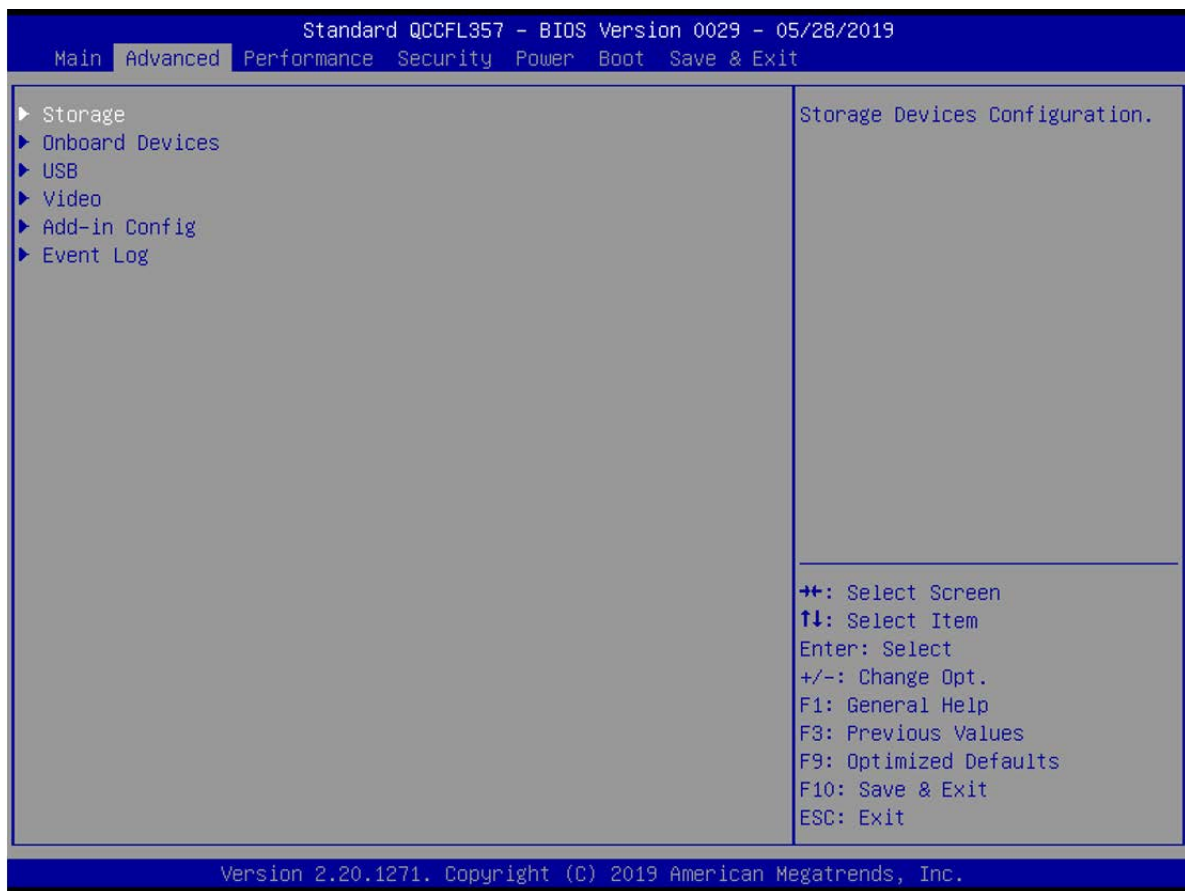 Standard QCCFL357 – BIOS Version 0029 – 05/28/2019
Main Advanced Performance Security Power Boot Save & Exit
▶ Storage
▶ Onboard Devices
▶ USB
▶ Video
▶ Add-in Config
▶ Event Log
Storage Devices Configuration.
→←: Select Screen
↑↓: Select Item
Enter: Select
+/-: Change Opt.
F1: General Help
F3: Previous Values
F9: Optimized Defaults
F10: Save & Exit
ESC: Exit
Version 2.20.1271. Copyright (C) 2019 American Megatrends, Inc.